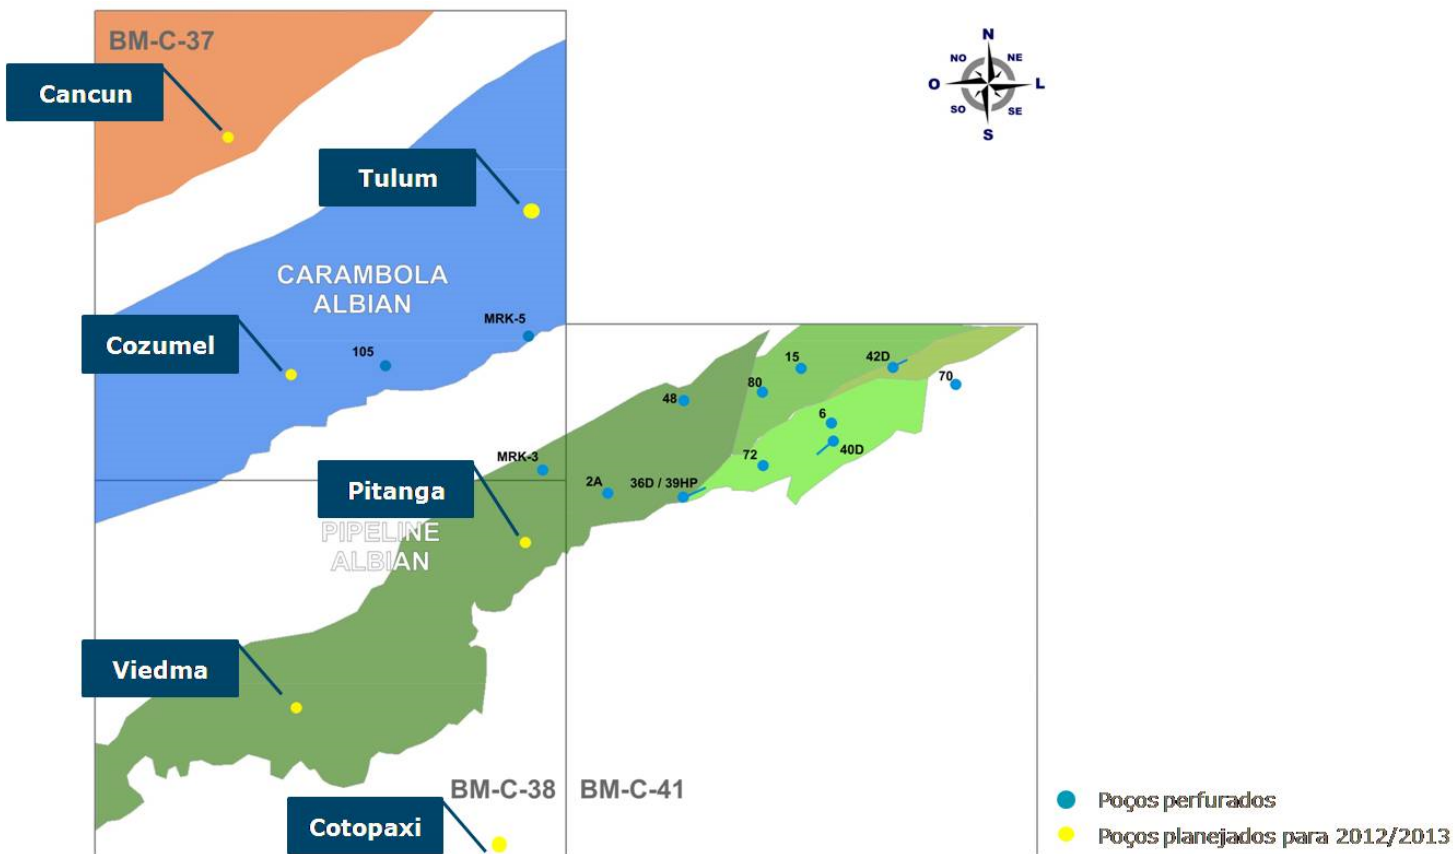 BM-C-37
Cancun
N
NO
NE
O
L
SO
SE
S
Tulum
CARAMBOLA
ALBIAN
Cozumel
105
MRK-5
15
42D
80
70
48
6
40D
72
MRK-3
2A
36D / 39HP
Pitanga
PIPELINE
ALBIAN
Viedma
BM-C-38
BM-C-41
Cotopaxi
Poços perfurados
Poços planejados para 2012/2013